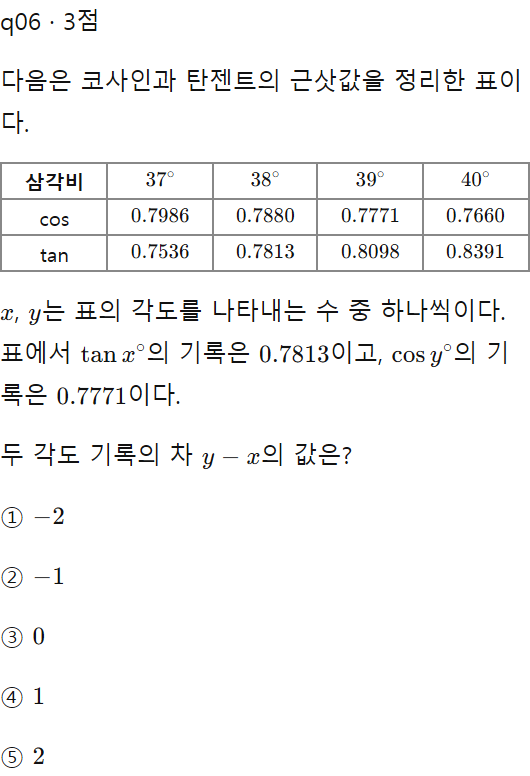 q06 · 3점
다음은 코사인과 탄젠트의 근삿값을 정리한 표이
다.
삼각비 37° 38° 39° 40°
cos 0.7986 0.7880 0.7771 0.7660
tan 0.7536 0.7813 0.8098 0.8391
x, y는 표의 각도를 나타내는 수 중 하나씩이다.
표에서 tan x°의 기록은 0.7813이고, cos y°의 기
록은 0.7771이다.
두 각도 기록의 차 y − x의 값은?
① −2
② −1
③ 0
④ 1
⑤ 2